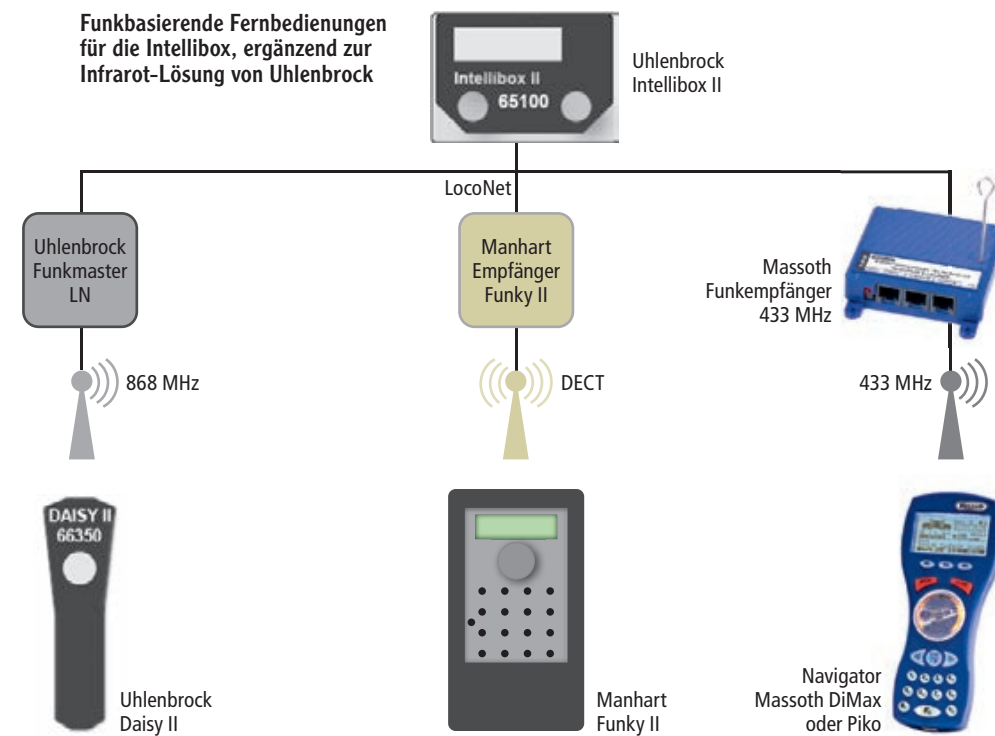 Funkbasierende Fernbedienungen
für die Intellibox, ergänzend zur
Infrarot-Lösung von Uhlenbrock
Intellibox II
65100
Uhlenbrock
Intellibox II
LocoNet
Uhlenbrock
Funkmaster
LN
Manhart
Empfänger
Funky II
Massoth
Funkempfänger
433 MHz
868 MHz
DECT
433 MHz
DAISY II
66350
Uhlenbrock
Daisy II
Manhart
Funky II
Massoth
Navigator
Massoth DiMax
oder Piko